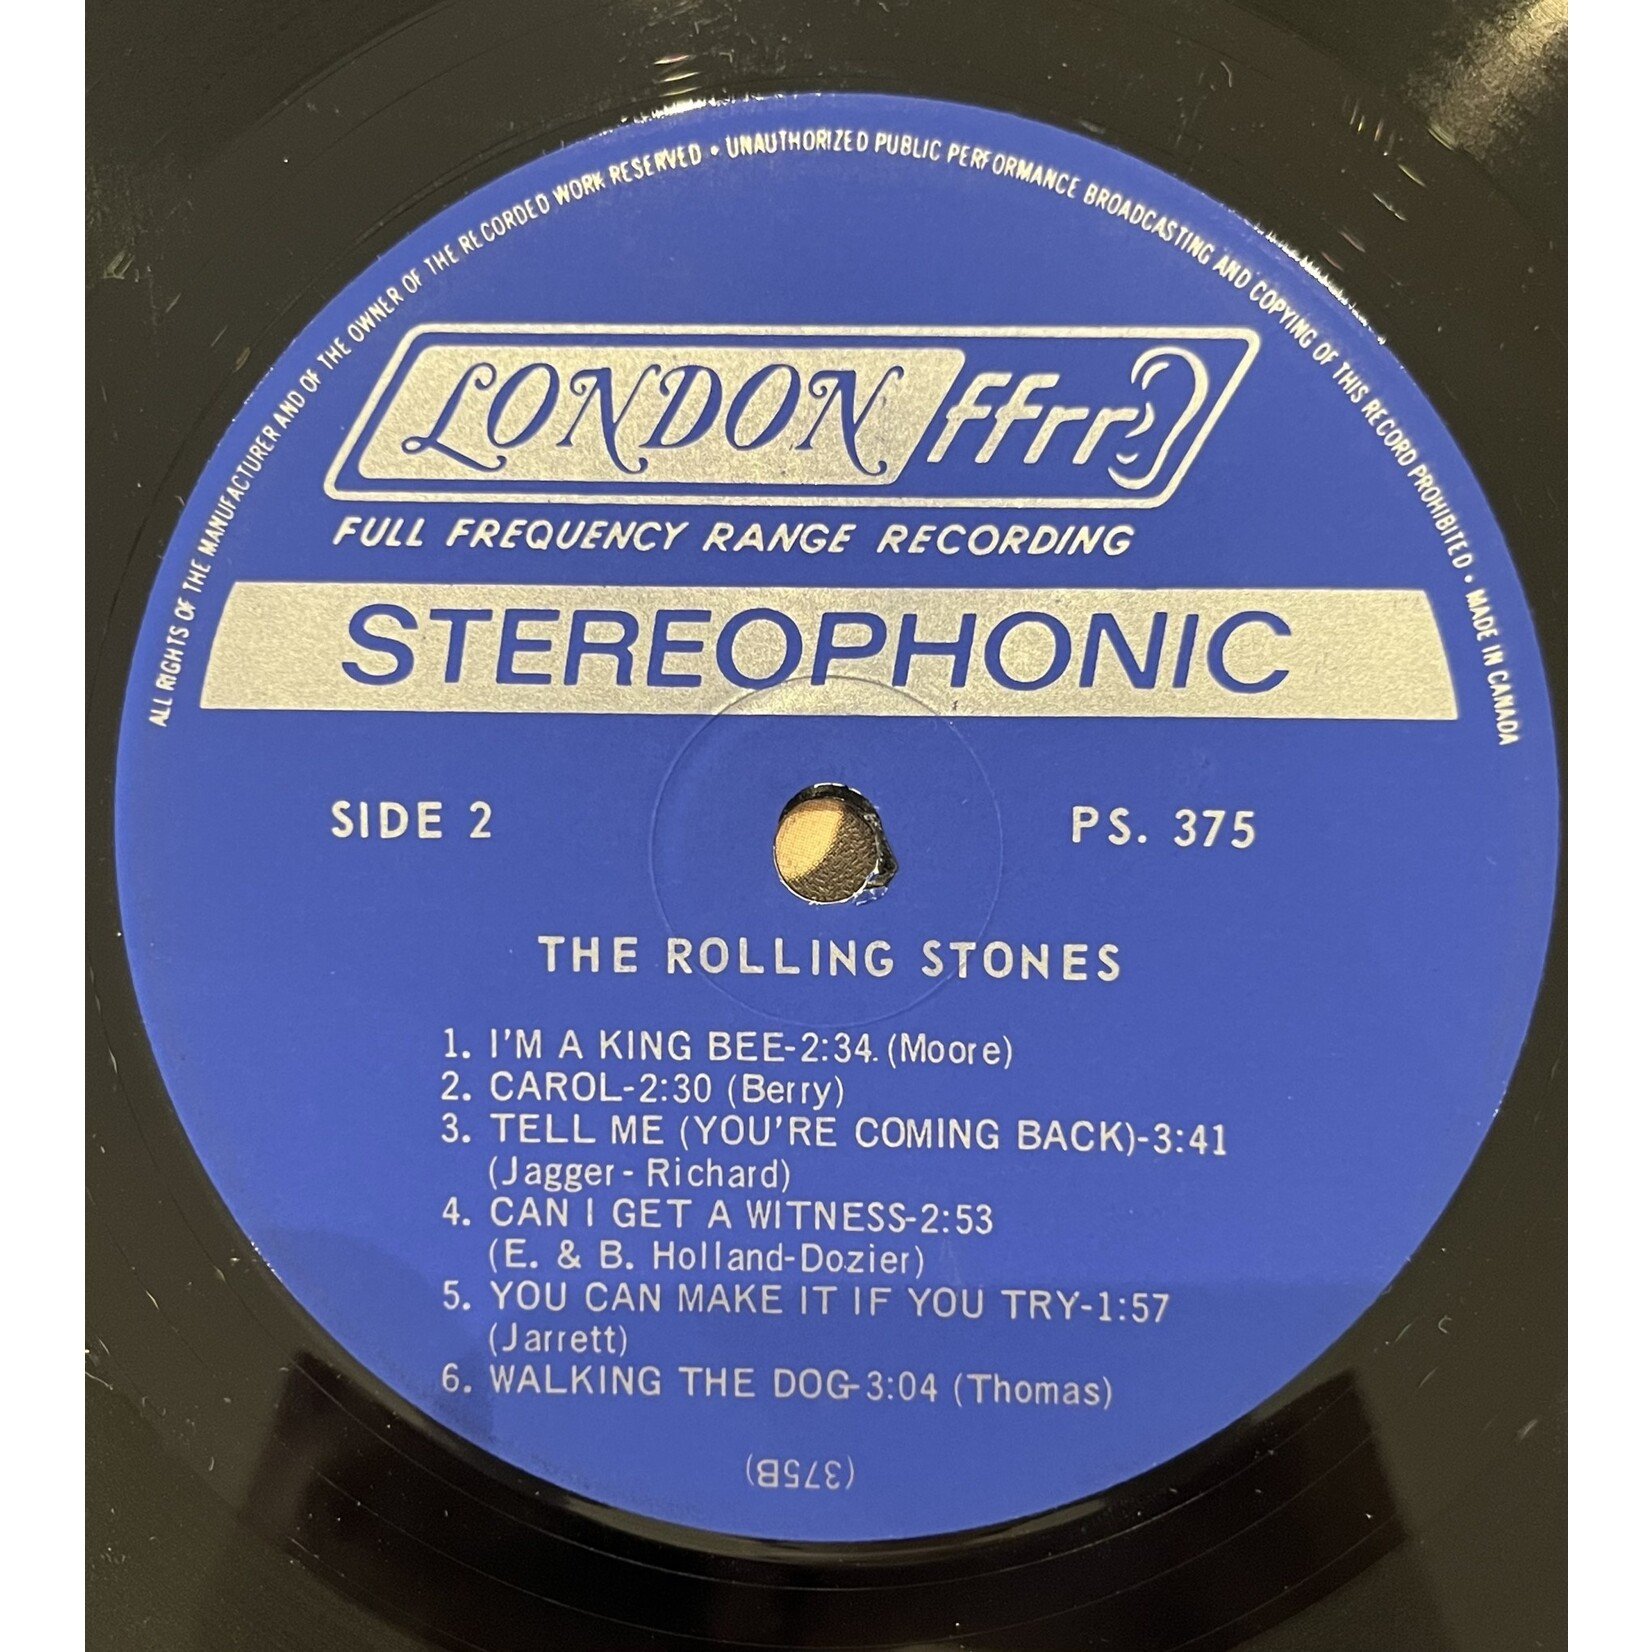 ALL RIGHTS OF THE MANUFACTURER AND OF THE OWNER OF THE RECORDED WORK RESERVED • UNAUTHORIZED PUBLIC PERFORMANCE BROADCASTING AND COPYING OF THIS RECORD PROHIBITED • MADE IN CANADA
LONDON ffrr
FULL FREQUENCY RANGE RECORDING
STEREOPHONIC
SIDE 2 PS. 375
THE ROLLING STONES
1. I'M A KING BEE-2:34. (Moore)
2. CAROL-2:30 (Berry)
3. TELL ME (YOU'RE COMING BACK)-3:41
(Jagger - Richard)
4. CAN I GET A WITNESS-2:53
(E. & B. Holland-Dozier)
5. YOU CAN MAKE IT IF YOU TRY-1:57
(Jarrett)
6. WALKING THE DOG-3:04 (Thomas)
(375B)